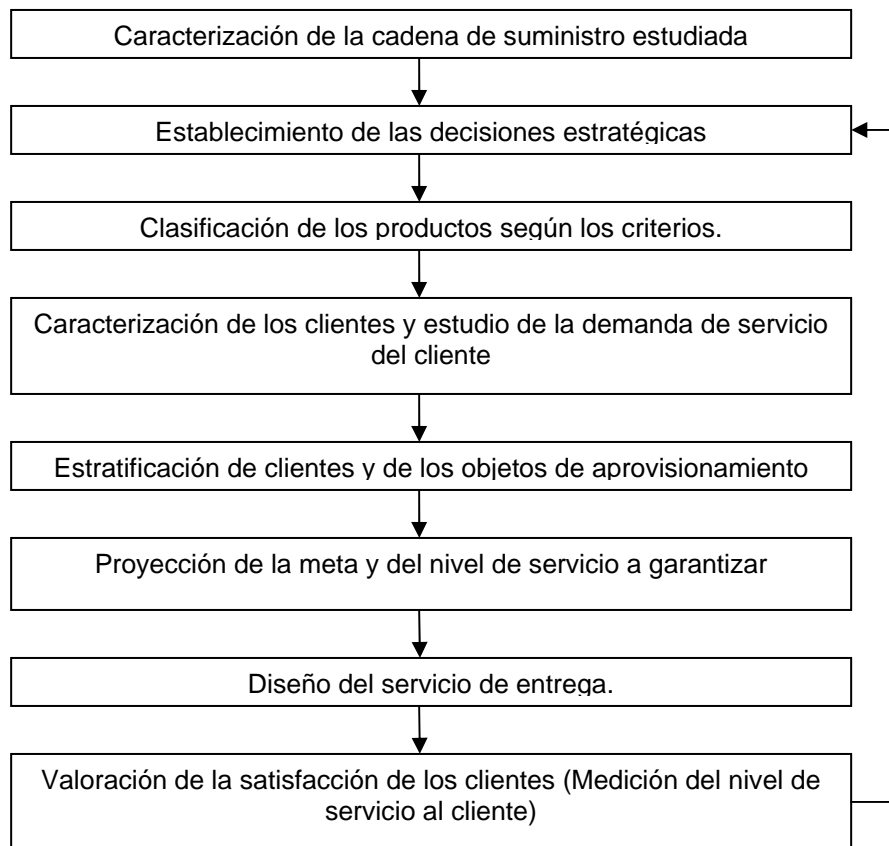 Caracterización de la cadena de suministro estudiada
Establecimiento de las decisiones estratégicas
Clasificación de los productos según los criterios.
Caracterización de los clientes y estudio de la demanda de servicio
del cliente
Estratificación de clientes y de los objetos de aprovisionamiento
Proyección de la meta y del nivel de servicio a garantizar
Diseño del servicio de entrega.
Valoración de la satisfacción de los clientes (Medición del nivel de
servicio al cliente)